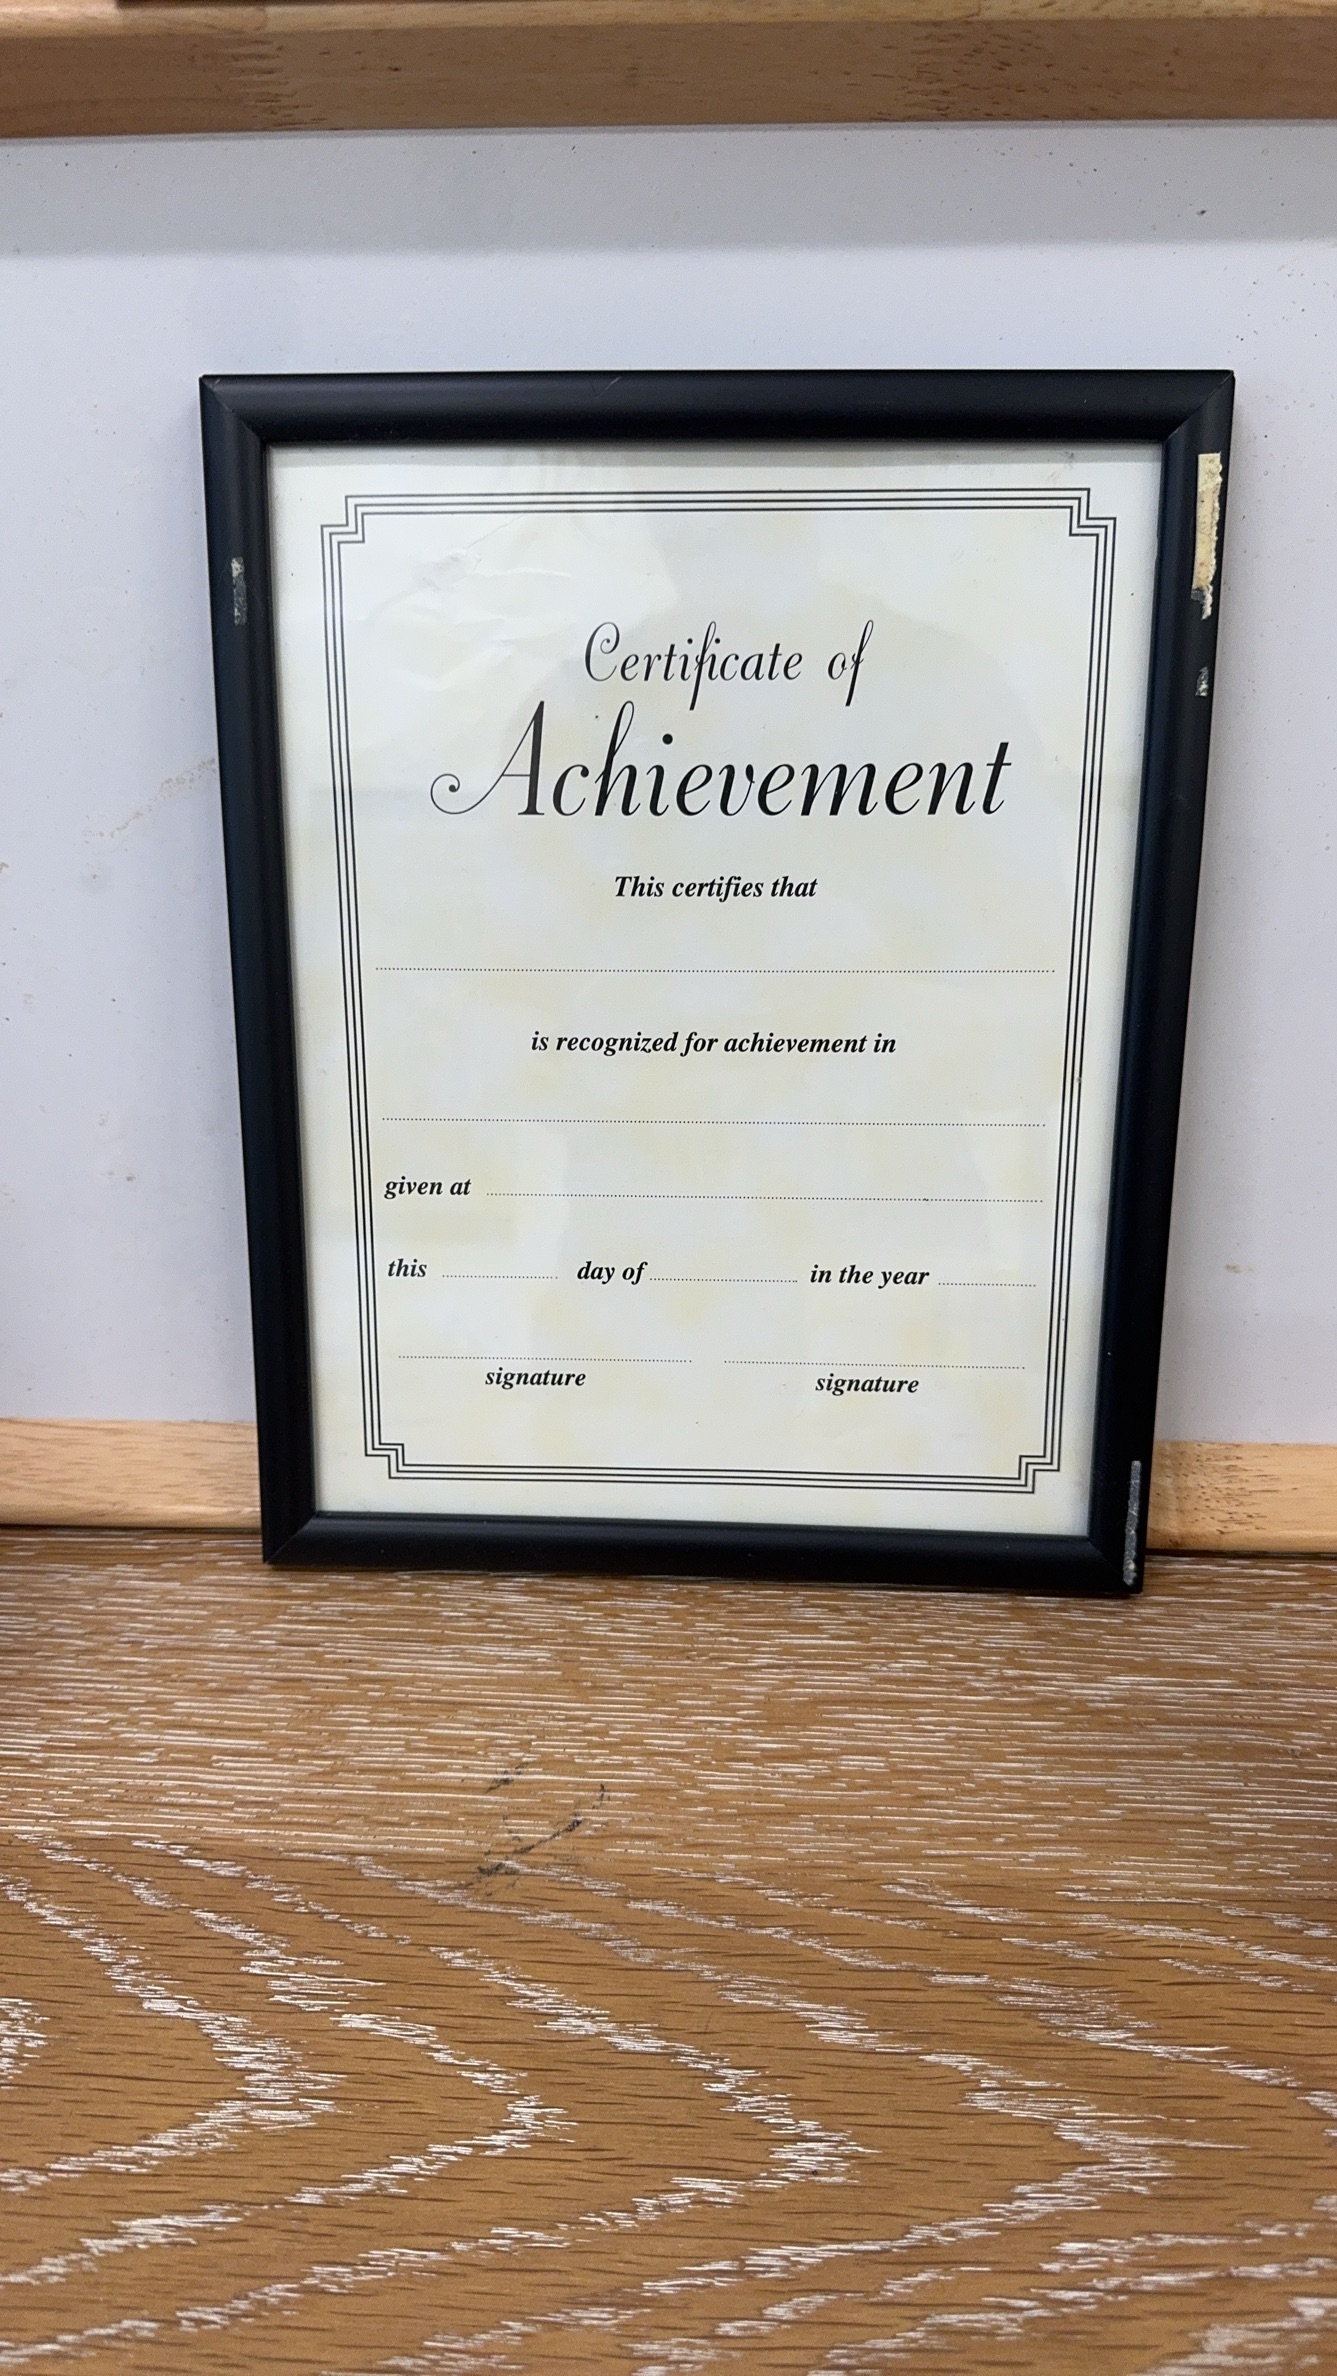 Certificate of
Achievement
This certifies that
is recognized for achievement in
given at
this day of in the year
signature signature